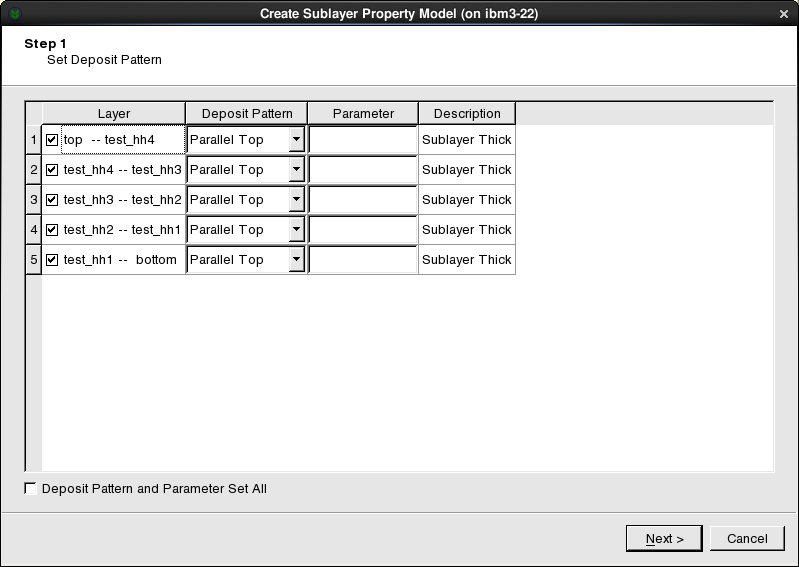 Create Sublayer Property Model (on ibm3-22)
Step 1
Set Deposit Pattern
Layer Deposit Pattern Parameter Description
1 top -- test_hh4 Parallel Top Sublayer Thick
2 test_hh4 -- test_hh3 Parallel Top Sublayer Thick
3 test_hh3 -- test_hh2 Parallel Top Sublayer Thick
4 test_hh2 -- test_hh1 Parallel Top Sublayer Thick
5 test_hh1 -- bottom Parallel Top Sublayer Thick
Deposit Pattern and Parameter Set All
Next > Cancel